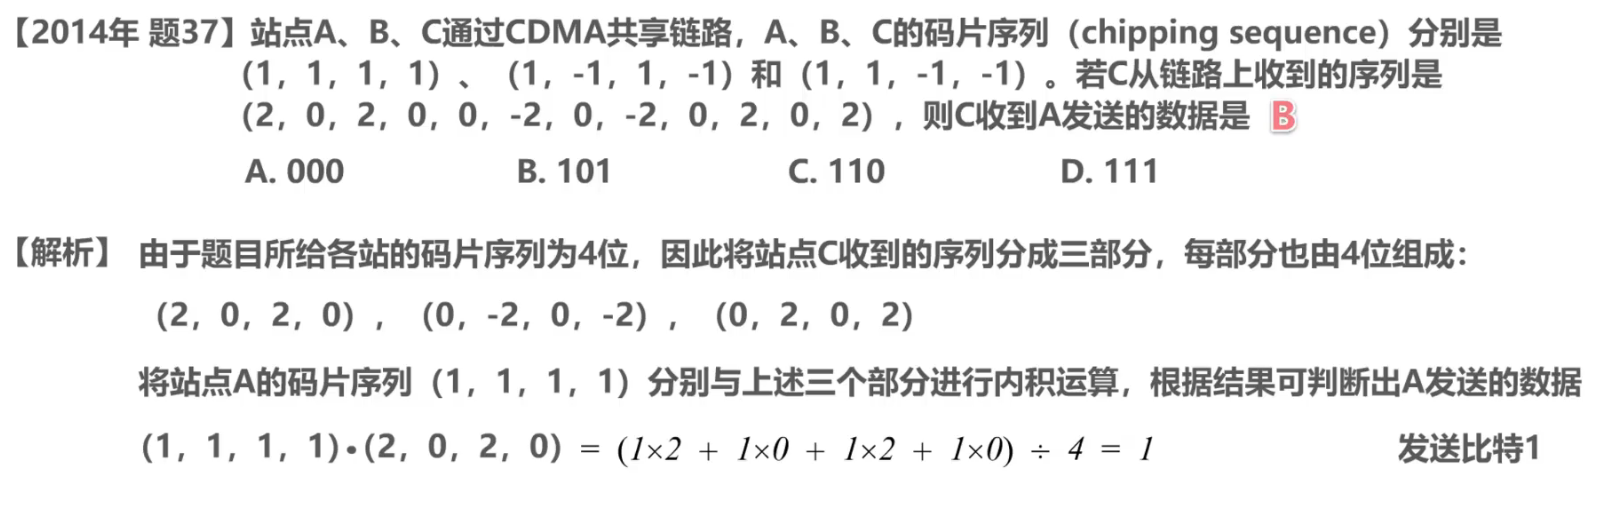 【2014年 题37】站点A、B、C通过CDMA共享链路，A、B、C的码片序列（chipping sequence）分别是
（1，1，1，1）、（1，-1，1，-1）和（1，1，-1，-1）。若C从链路上收到的序列是
（2，0，2，0，0，-2，0，-2，0，2，0，2），则C收到A发送的数据是 B
A. 000 B. 101 C. 110 D. 111
【解析】 由于题目所给各站的码片序列为4位，因此将站点C收到的序列分成三部分，每部分也由4位组成：
（2，0，2，0），（0，-2，0，-2），（0，2，0，2）
将站点A的码片序列（1，1，1，1）分别与上述三个部分进行内积运算，根据结果可判断出A发送的数据
（1，1，1，1)•(2，0，2，0）= (1×2 + 1×0 + 1×2 + 1×0) ÷ 4 = 1 发送比特1